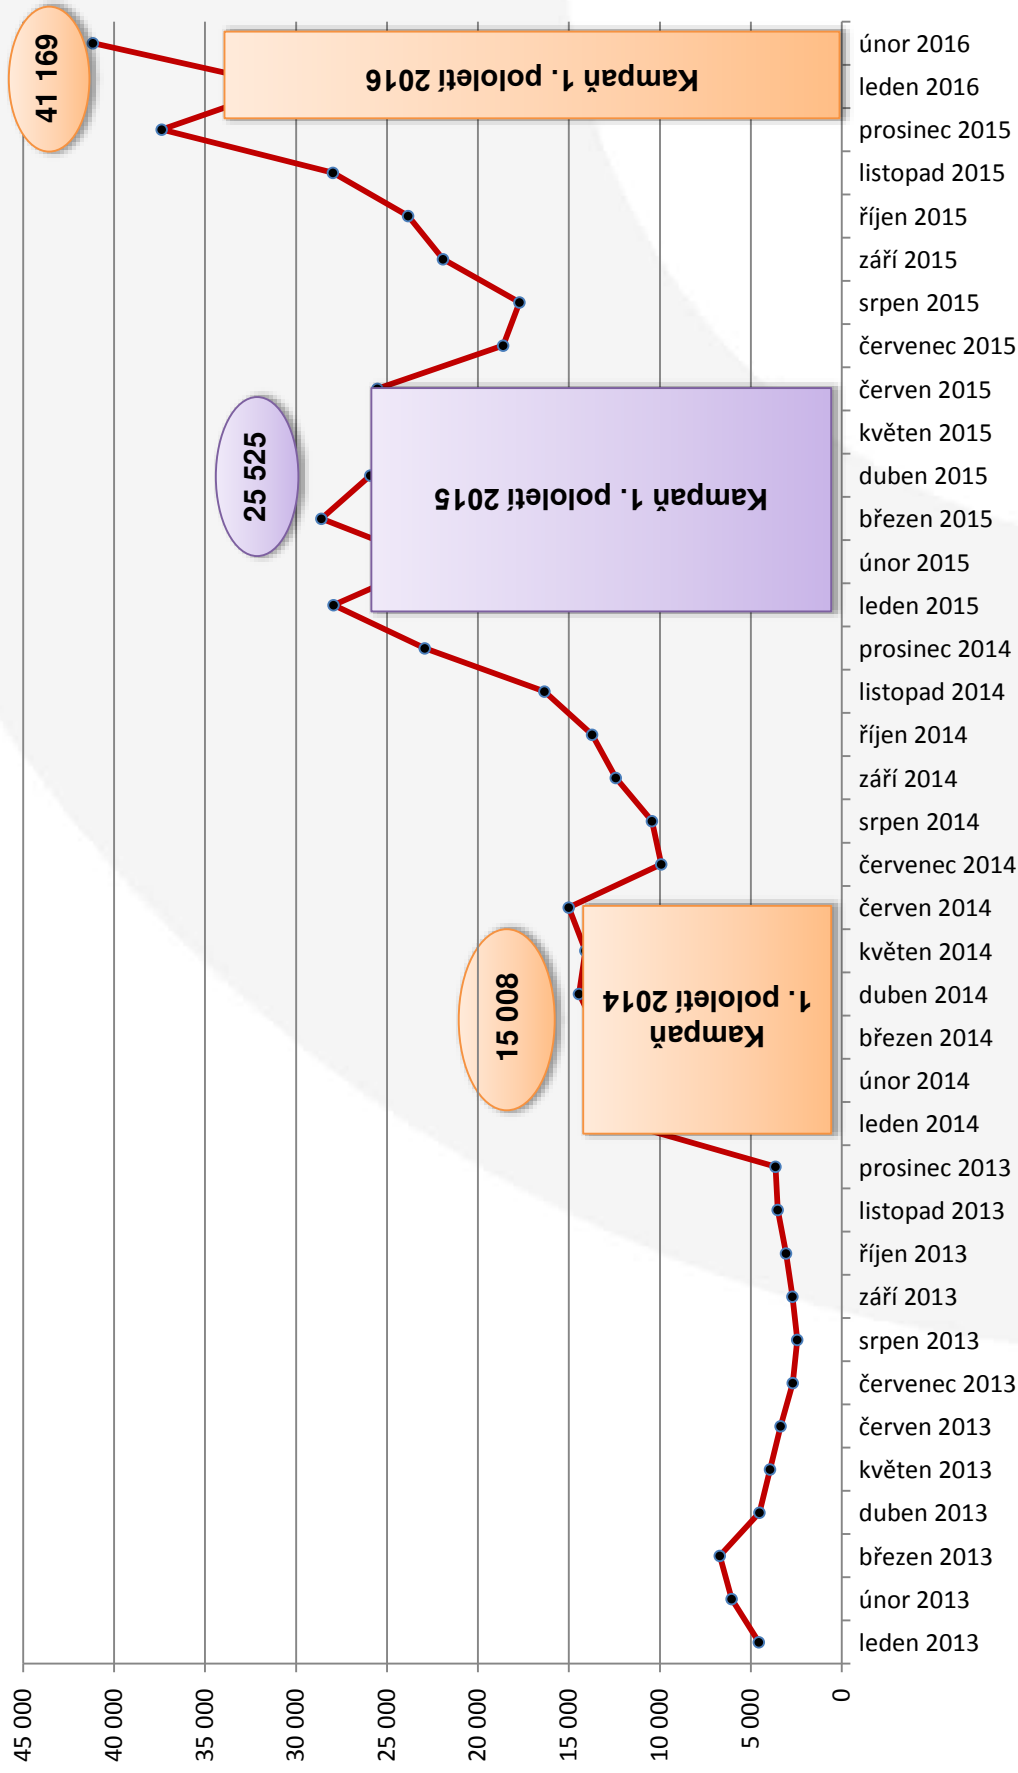 41 169
Kampaň 1. pololetí 2016
25 525
Kampaň 1. pololetí 2015
15 008
Kampaň
1. pololetí 2014
únor 2016
leden 2016
prosinec 2015
listopad 2015
říjen 2015
září 2015
srpen 2015
červenec 2015
červen 2015
květen 2015
duben 2015
březen 2015
únor 2015
leden 2015
prosinec 2014
listopad 2014
říjen 2014
září 2014
srpen 2014
červenec 2014
červen 2014
květen 2014
duben 2014
březen 2014
únor 2014
leden 2014
prosinec 2013
listopad 2013
říjen 2013
září 2013
srpen 2013
červenec 2013
červen 2013
květen 2013
duben 2013
březen 2013
únor 2013
leden 2013
45 000
40 000
35 000
30 000
25 000
20 000
15 000
10 000
5 000
0